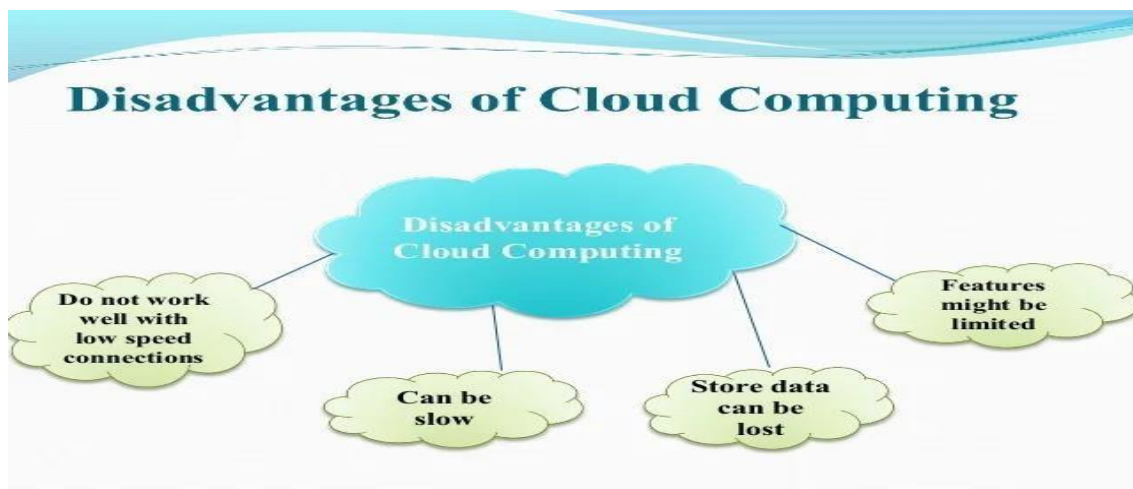 Disadvantages of Cloud Computing
Disadvantages of
Cloud Computing
Do not work
well with
low speed
connections
Can be
slow
Store data
can be
lost
Features
might be
limited